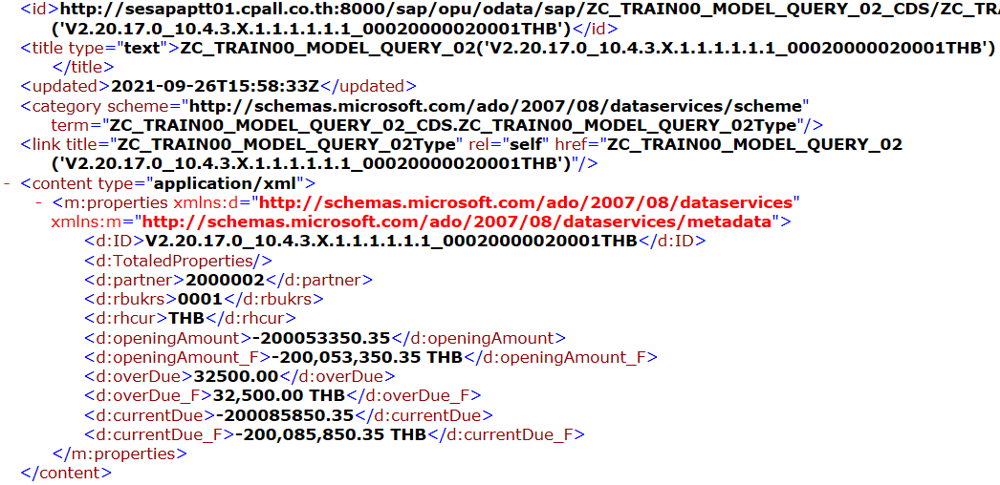 <id>http://sesapaptt01.cpall.co.th:8000/sap/opu/odata/sap/ZC_TRAIN00_MODEL_QUERY_02_CDS/ZC_TRA
('V2.20.17.0_10.4.3.X.1.1.1.1.1.1_00020000020001THB')</id>
<title type="text">ZC_TRAIN00_MODEL_QUERY_02('V2.20.17.0_10.4.3.X.1.1.1.1.1.1_00020000020001THB')
</title>
<updated>2021-09-26T15:58:33Z</updated>
<category scheme="http://schemas.microsoft.com/ado/2007/08/dataservices/scheme"
term="ZC_TRAIN00_MODEL_QUERY_02_CDS.ZC_TRAIN00_MODEL_QUERY_02Type"/>
<link title="ZC_TRAIN00_MODEL_QUERY_02Type" rel="self" href="ZC_TRAIN00_MODEL_QUERY_02
('V2.20.17.0_10.4.3.X.1.1.1.1.1.1_00020000020001THB')"/>
- <content type="application/xml">
- <m:properties xmlns:d="http://schemas.microsoft.com/ado/2007/08/dataservices"
xmlns:m="http://schemas.microsoft.com/ado/2007/08/dataservices/metadata">
<d:ID>V2.20.17.0_10.4.3.X.1.1.1.1.1.1_00020000020001THB</d:ID>
<d:TotaledProperties/>
<d:partner>2000002</d:partner>
<d:rbukrs>0001</d:rbukrs>
<d:rhcur>THB</d:rhcur>
<d:openingAmount>-200053350.35</d:openingAmount>
<d:openingAmount_F>-200,053,350.35 THB</d:openingAmount_F>
<d:overDue>32500.00</d:overDue>
<d:overDue_F>32,500.00 THB</d:overDue_F>
<d:currentDue>-200085850.35</d:currentDue>
<d:currentDue_F>-200,085,850.35 THB</d:currentDue_F>
</m:properties>
</content>